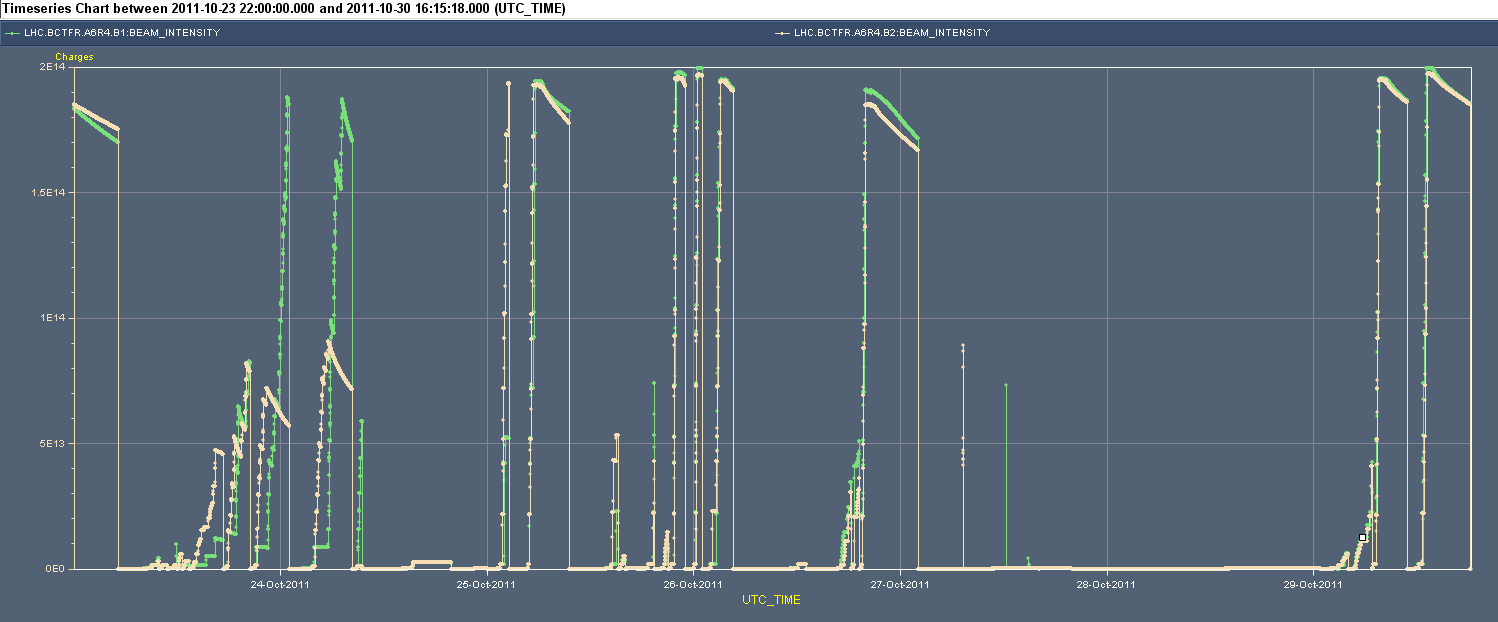 Timeseries Chart between 2011-10-23 22:00:00.000 and 2011-10-30 16:15:18.000 (UTC_TIME)
LHC.BCTFR.A6R4.B1:BEAM_INTENSITY LHC.BCTFR.A6R4.B2:BEAM_INTENSITY
Charges
2E14
1.5E14
1E14
5E13
0E0
24-Oct-2011 25-Oct-2011 26-Oct-2011 27-Oct-2011 28-Oct-2011 29-Oct-2011
UTC_TIME